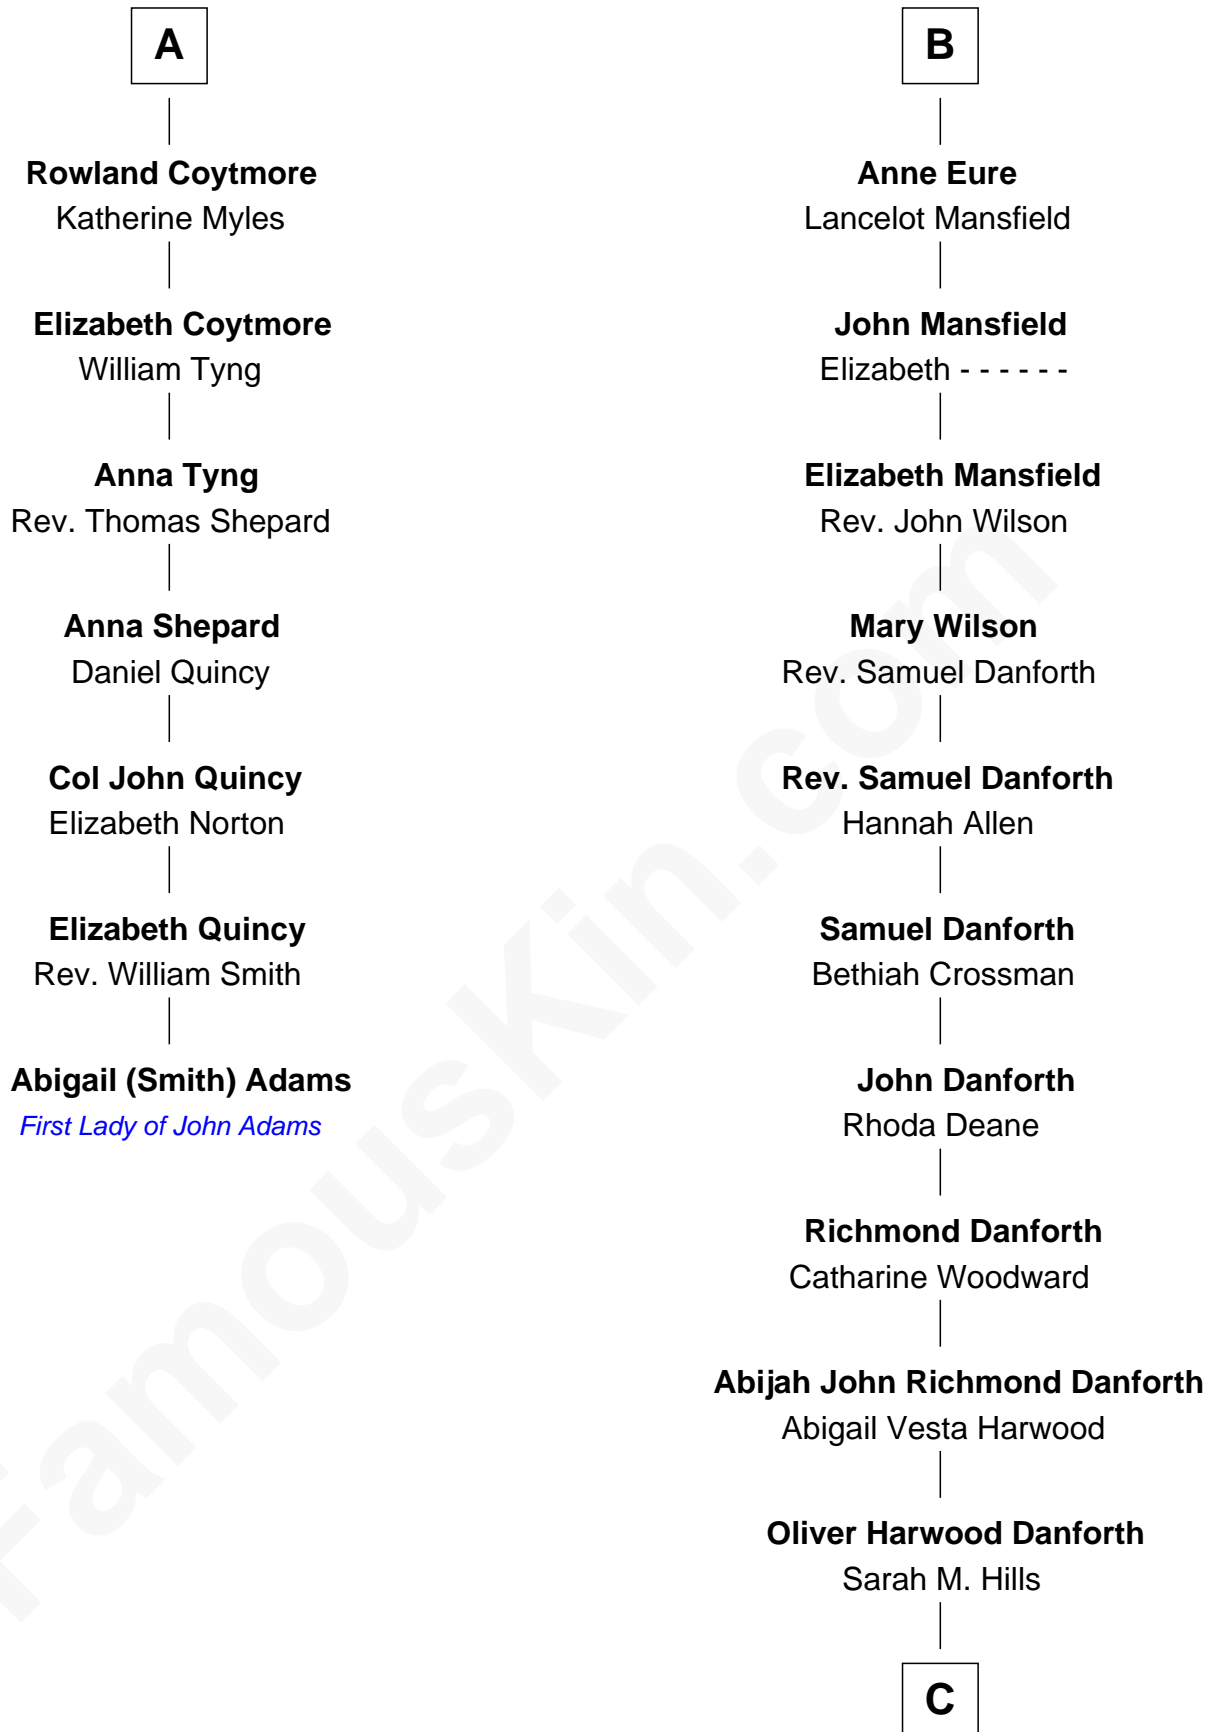 A
Rowland Coytmore
Katherine Myles
Elizabeth Coytmore
William Tyng
Anna Tyng
Rev. Thomas Shepard
Anna Shepard
Daniel Quincy
Col John Quincy
Elizabeth Norton
Elizabeth Quincy
Rev. William Smith
Abigail (Smith) Adams
First Lady of John Adams
B
Anne Eure
Lancelot Mansfield
John Mansfield
Elizabeth - - - - - -
Elizabeth Mansfield
Rev. John Wilson
Mary Wilson
Rev. Samuel Danforth
Rev. Samuel Danforth
Hannah Allen
Samuel Danforth
Bethiah Crossman
John Danforth
Rhoda Deane
Richmond Danforth
Catharine Woodward
Abijah John Richmond Danforth
Abigail Vesta Harwood
Oliver Harwood Danforth
Sarah M. Hills
C
FamousKin.com